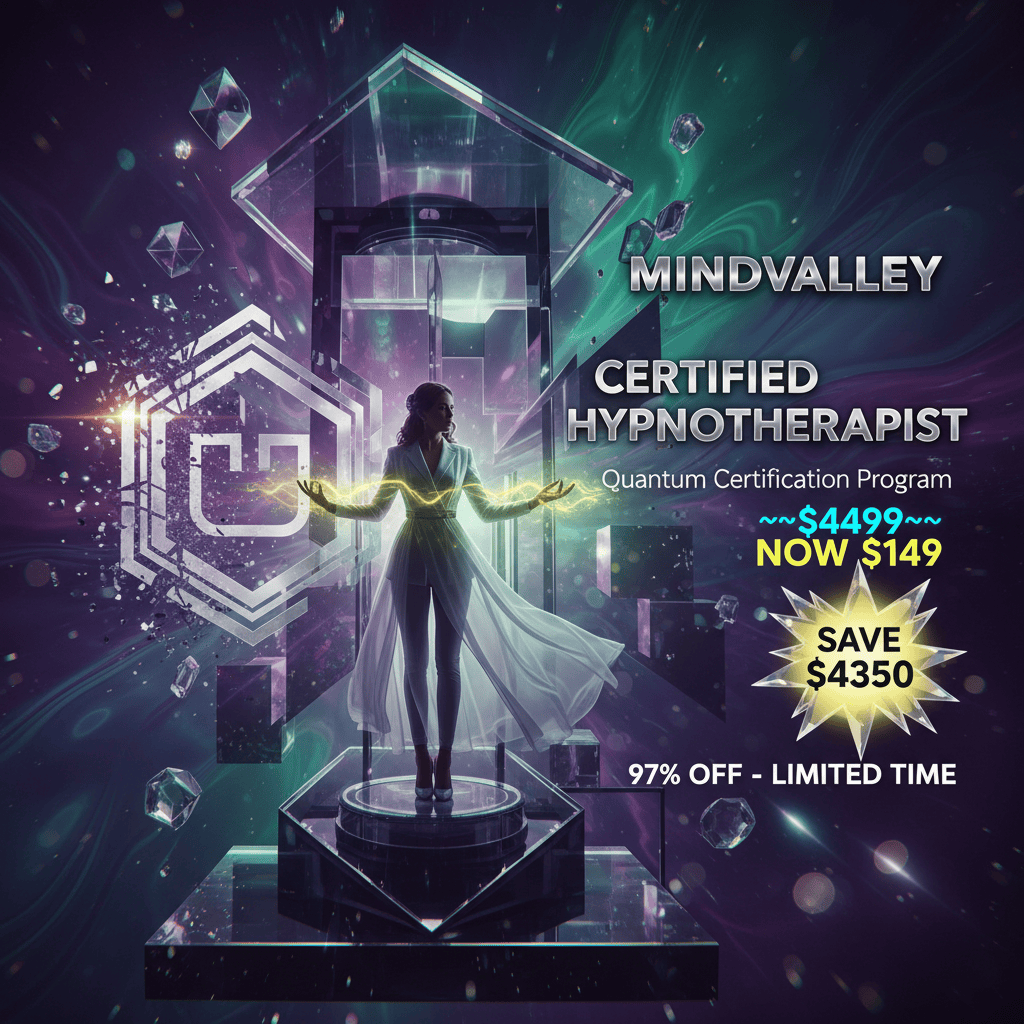 MINDVALLEY
CERTIFIED
HYPNOTHERAPIST
Quantum Certification Program
~~$4499~~
NOW $149
SAVE
$4350
97% OFF - LIMITED TIME